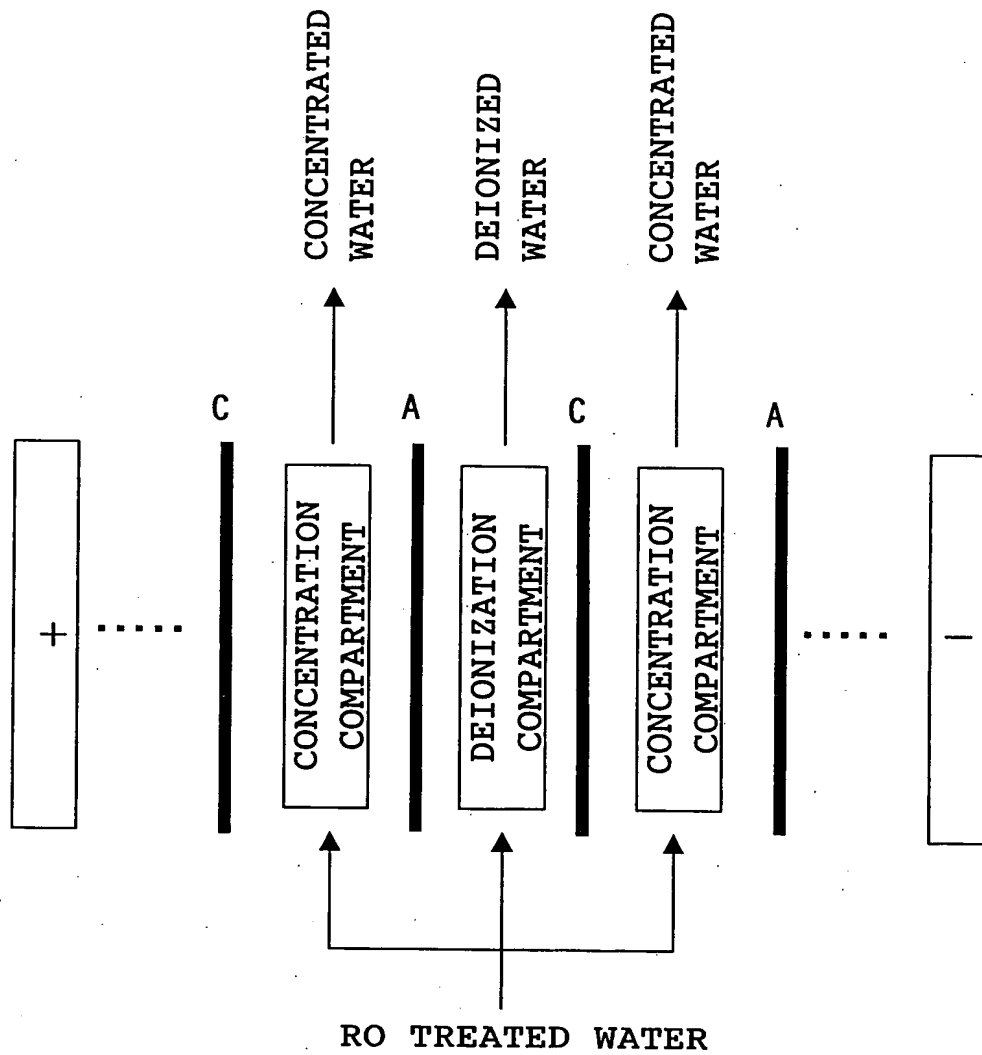 CONCENTRATED
WATER
DEIONIZED
WATER
CONCENTRATED
WATER
C
A
C
A
+
CONCENTRATION
COMPARTMENT
DEIONIZATION
COMPARTMENT
CONCENTRATION
COMPARTMENT
−
RO TREATED WATER